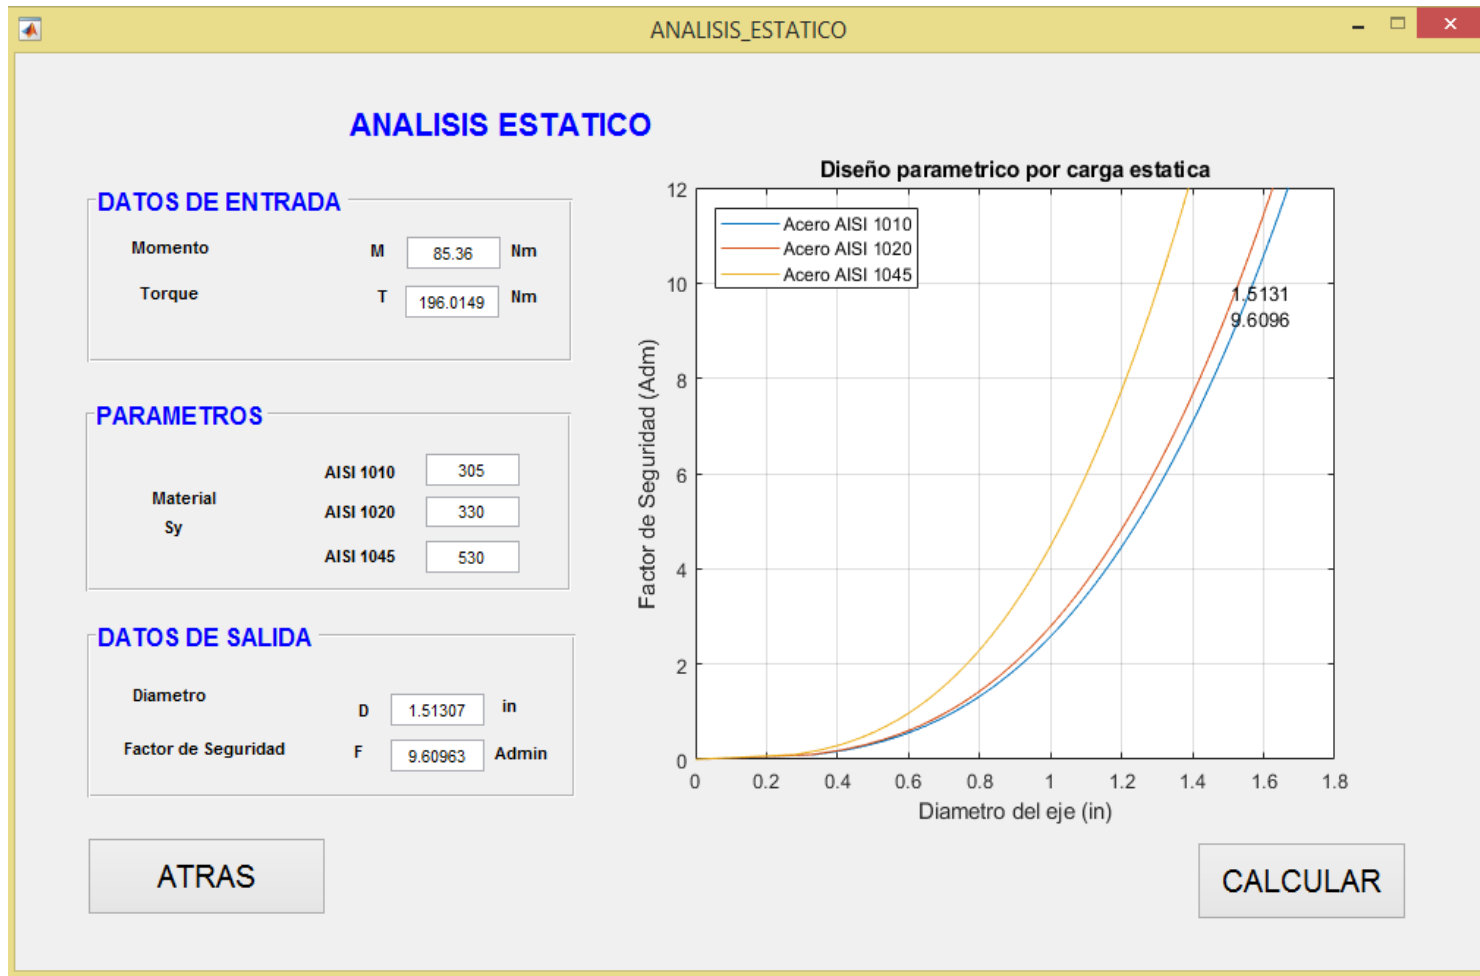 ANALISIS_ESTATICO
ANALISIS ESTATICO
DATOS DE ENTRADA
Momento M 85.36 Nm
Torque T 196.0149 Nm
PARAMETROS
Material
Sy
AISI 1010 305
AISI 1020 330
AISI 1045 530
DATOS DE SALIDA
Diametro D 1.51307 in
Factor de Seguridad F 9.60963 Admin
ATRAS
Diseño parametrico por carga estatica
Acero AISI 1010
Acero AISI 1020
Acero AISI 1045
1.5131
9.6096
Factor de Seguridad (Adm)
12
10
8
6
4
2
0
0 0.2 0.4 0.6 0.8 1 1.2 1.4 1.6 1.8
Diametro del eje (in)
CALCULAR